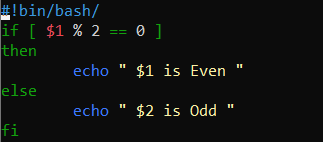 #!bin/bash/
if [ $1 % 2 == 0 ]
then
        echo " $1 is Even "
else
        echo " $2 is Odd "
fi